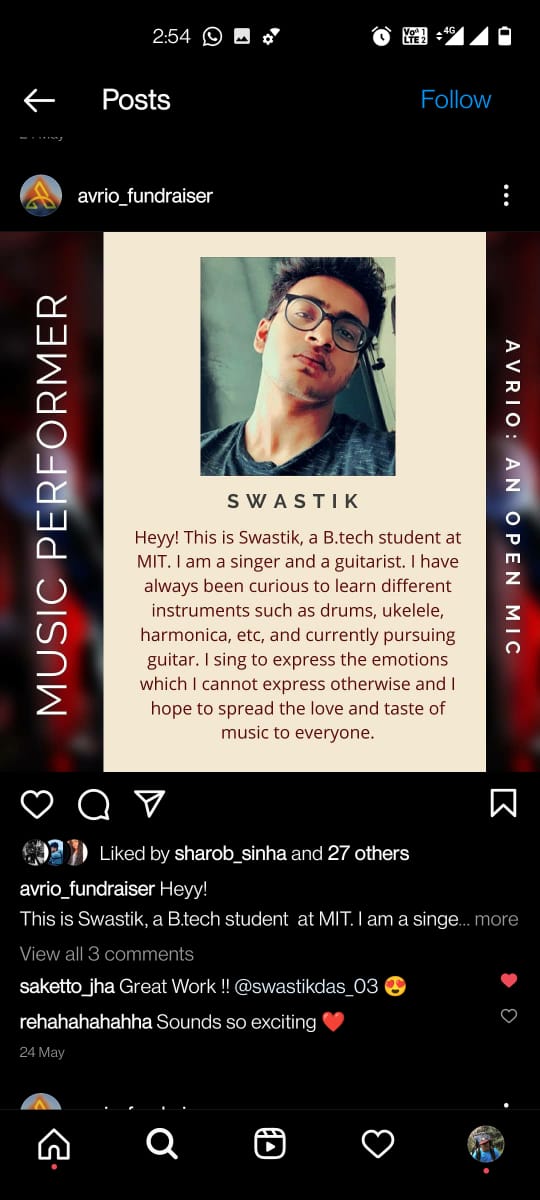 2:54
Vo 1
LTE 2
4G
Posts
Follow
avrio_fundraiser
MUSIC PERFORMER
AVRIO: AN OPEN MIC
SWASTIK
Heyy! This is Swastik, a B.tech student at
MIT. I am a singer and a guitarist. I have
always been curious to learn different
instruments such as drums, ukelele,
harmonica, etc, and currently pursuing
guitar. I sing to express the emotions
which I cannot express otherwise and I
hope to spread the love and taste of
music to everyone.
Liked by sharob_sinha and 27 others
avrio_fundraiser Heyy!
This is Swastik, a B.tech student at MIT. I am a singe... more
View all 3 comments
saketto_jha Great Work !! @swastikdas_03 😍
rehahahahahha Sounds so exciting ❤️
24 May